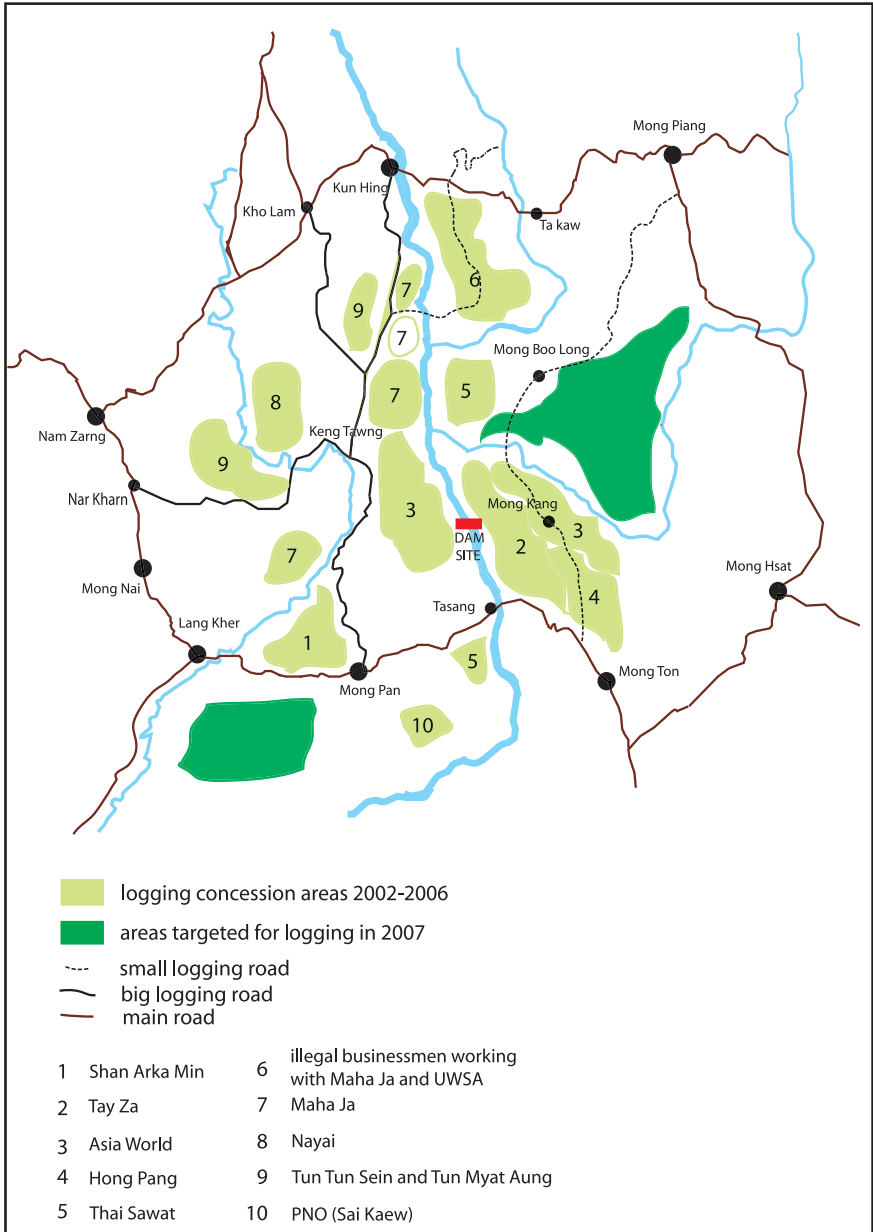 Mong Piang
Kun Hing
Kho Lam
Ta kaw
6
7
9
7
Mong Boo Long
5
7
8
Nam Zarng
Keng Tawng
9
Nar Kharn
Mong Kang
3
3
DAM
SITE
2
7
Mong Nai
Mong Hsat
4
Tasang
Lang Kher
1
5
Mong Ton
Mong Pan
10
logging concession areas 2002-2006
areas targeted for logging in 2007
small logging road
big logging road
main road
1 Shan Arka Min
2 Tay Za
3 Asia World
4 Hong Pang
5 Thai Sawat
6 illegal businessmen working
with Maha Ja and UWSA
7 Maha Ja
8 Nayai
9 Tun Tun Sein and Tun Myat Aung
10 PNO (Sai Kaew)